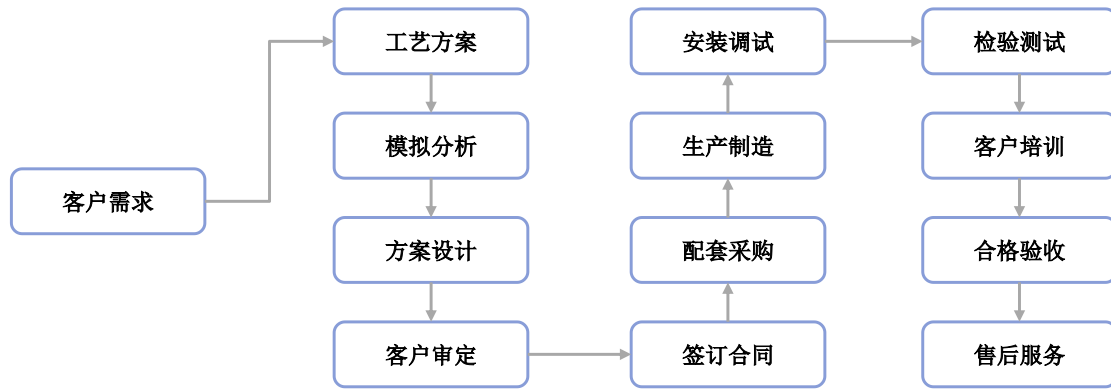 客户需求
工艺方案
模拟分析
方案设计
客户审定
签订合同
配套采购
生产制造
安装调试
检验测试
客户培训
合格验收
售后服务